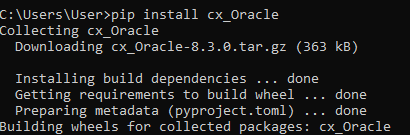 C:\Users\User>pip install cx_Oracle
Collecting cx_Oracle
Downloading cx_Oracle-8.3.0.tar.gz (363 kB)
Installing build dependencies ... done
Getting requirements to build wheel ... done
Preparing metadata (pyproject.toml) ... done
Building wheels for collected packages: cx_Oracle